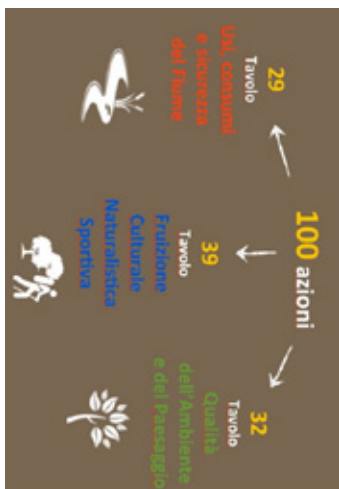 100 azioni
29
Tavolo
Usi, consumi
e sicurezza
del Fiume
39
Tavolo
Fruizione
Culturale
Naturalistica
Sportiva
32
Tavolo
Qualità
dell'Ambiente
e del Paesaggio